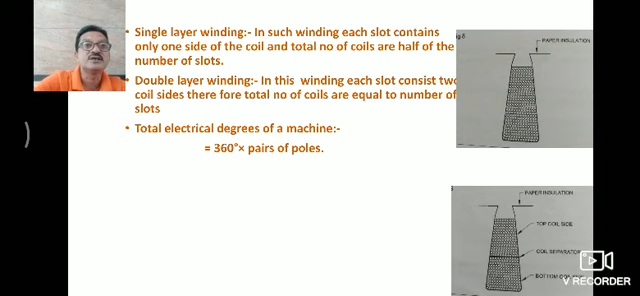 • Single layer winding:- In such winding each slot contains
only one side of the coil and total no of coils are half of the
number of slots.
• Double layer winding:- In this winding each slot consist two
coil sides there fore total no of coils are equal to number of
slots
• Total electrical degrees of a machine:-
= 360°× pairs of poles.
PAPER INSULATION
PAPER INSULATION
TOP COIL SIDE
COIL SEPARATOR
BOTTOM
V RECORDER